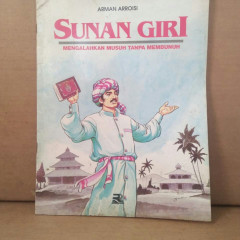 ARMAN ARROISI
SUNAN GIRI
MENGALAHKAN MUSUH TANPA MEMBUNUH